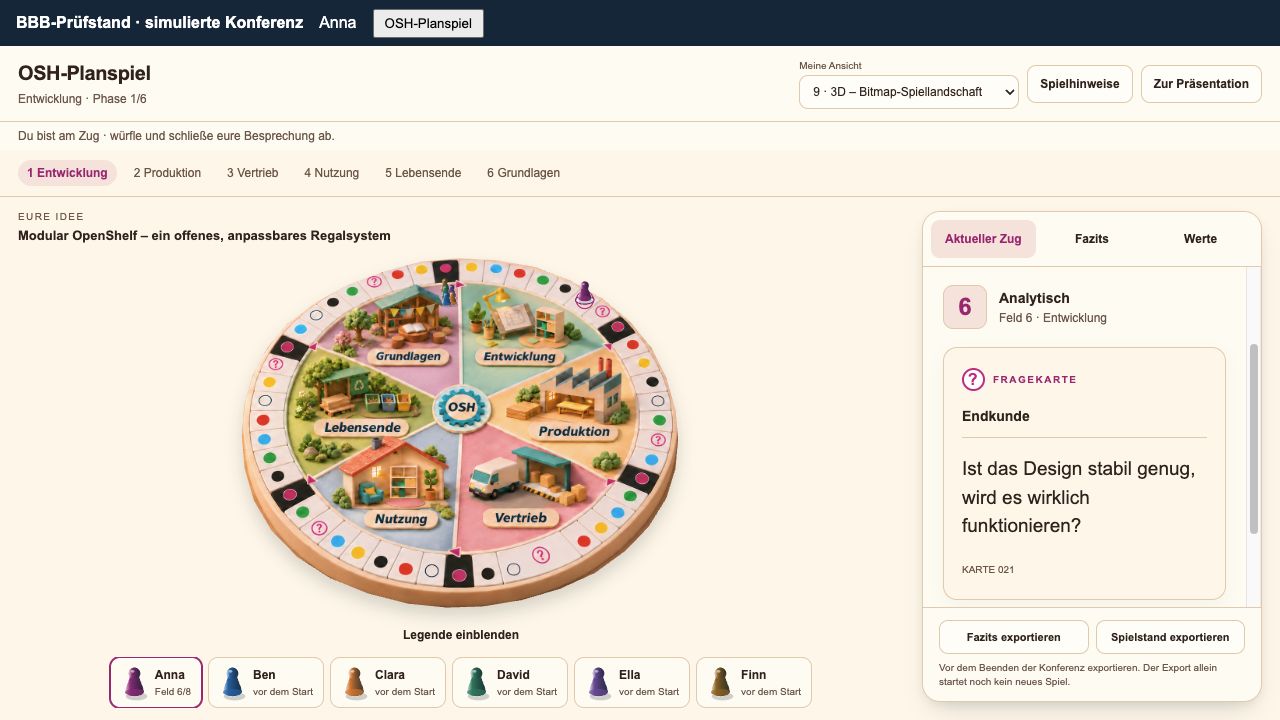 BBB-Prüfstand · simulierte Konferenz Anna OSH-Planspiel
OSH-Planspiel
Entwicklung · Phase 1/6
Meine Ansicht
9 · 3D – Bitmap-Spiellandschaft
Spielhinweise
Zur Präsentation
Du bist am Zug · würfle und schließe eure Besprechung ab.
1 Entwicklung 2 Produktion 3 Vertrieb 4 Nutzung 5 Lebensende 6 Grundlagen
EURE IDEE
Modular OpenShelf – ein offenes, anpassbares Regalsystem
?
?
?
?
?
?
Grundlagen
Entwicklung
OSH
Lebensende
Produktion
Nutzung
Vertrieb
Legende einblenden
Anna
Feld 6/8
Ben
vor dem Start
Clara
vor dem Start
David
vor dem Start
Ella
vor dem Start
Finn
vor dem Start
Aktueller Zug Fazits Werte
6
Analytisch
Feld 6 · Entwicklung
? FRAGEKARTE
Endkunde
Ist das Design stabil genug,
wird es wirklich
funktionieren?
KARTE 021
Fazits exportieren
Spielstand exportieren
Vor dem Beenden der Konferenz exportieren. Der Export allein
startet noch kein neues Spiel.